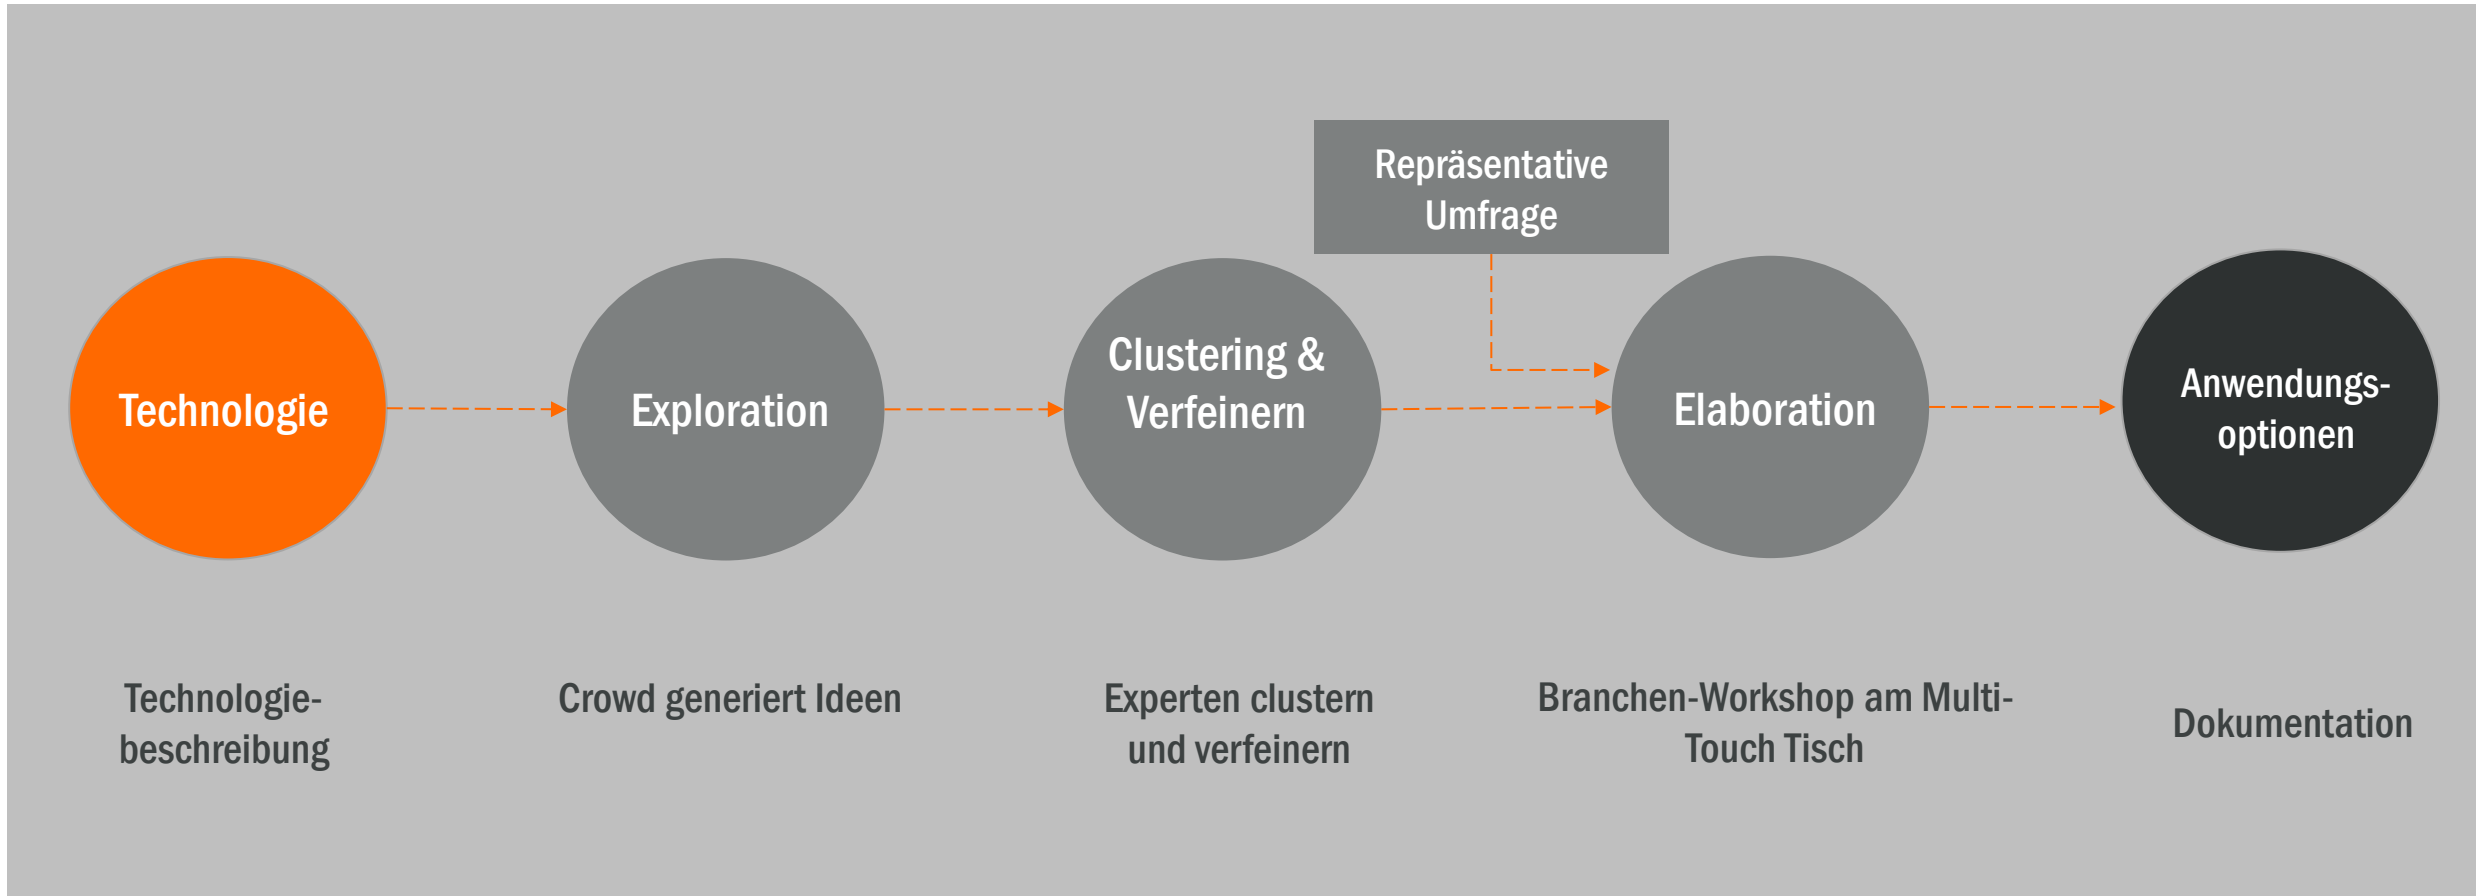 Repräsentative
Umfrage
Technologie
Exploration
Clustering &
Verfeinern
Elaboration
Anwendungs-
optionen
Technologie-
beschreibung
Crowd generiert Ideen
Experten clustern
und verfeinern
Branchen-Workshop am Multi-
Touch Tisch
Dokumentation